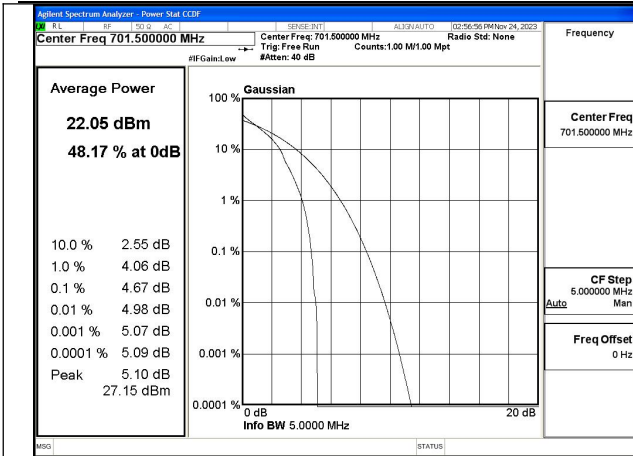 Agilent Spectrum Analyzer - Power Stat CCDF
RL RF 50 Ω AC SENSE:INT ALIGN AUTO 02:56:56 PM Nov 24, 2023
Center Freq 701.500000 MHz
Center Freq: 701.500000 MHz Radio Std: None
Trig: Free Run Counts:1.00 M/1.00 Mpt
#IFGain:Low #Atten: 40 dB
Frequency
Average Power
22.05 dBm
48.17 % at 0dB
10.0 % 2.55 dB
1.0 % 4.06 dB
0.1 % 4.67 dB
0.01 % 4.98 dB
0.001 % 5.07 dB
0.0001 % 5.09 dB
Peak 5.10 dB
27.15 dBm
Gaussian
100 %
10 %
1 %
0.1 %
0.01 %
0.001 %
0.0001 %
0 dB 20 dB
Info BW 5.0000 MHz
Center Freq
701.500000 MHz
CF Step
5.000000 MHz
Auto Man
Freq Offset
0 Hz
MSG STATUS